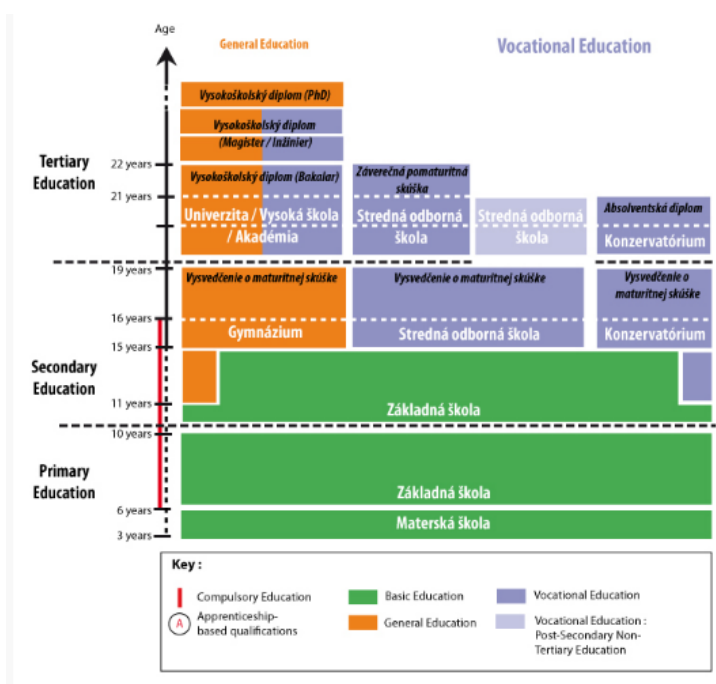 Age
General Education
Vocational Education
Vysokoškolský diplom (PhD)
Vysokoškolský diplom
(Magister / Inžinier)
Tertiary
Education
22 years
21 years
Vysokoškolský diplom (Bakalar)
Univerzita / Vysoká škola
/ Akadémia
Záverečná pomaturitná
skúška
Stredná odborná
škola
Stredná odborná
škola
Absolventská diplom
Konzervatórium
19 years
Vysvedčenie o maturitnej skúške
Vysvedčenie o maturitnej skúške
Vysvedčenie o
maturitnej skúške
16 years
Gymnázium
Stredná odborná škola
Konzervatórium
15 years
Secondary
Education
11 years
Základná škola
10 years
Primary
Education
Základná škola
6 years
Materská škola
3 years
Key :
Compulsory Education
A
Apprenticeship-
based qualifications
Basic Education
General Education
Vocational Education
Vocational Education :
Post-Secondary Non-
Tertiary Education